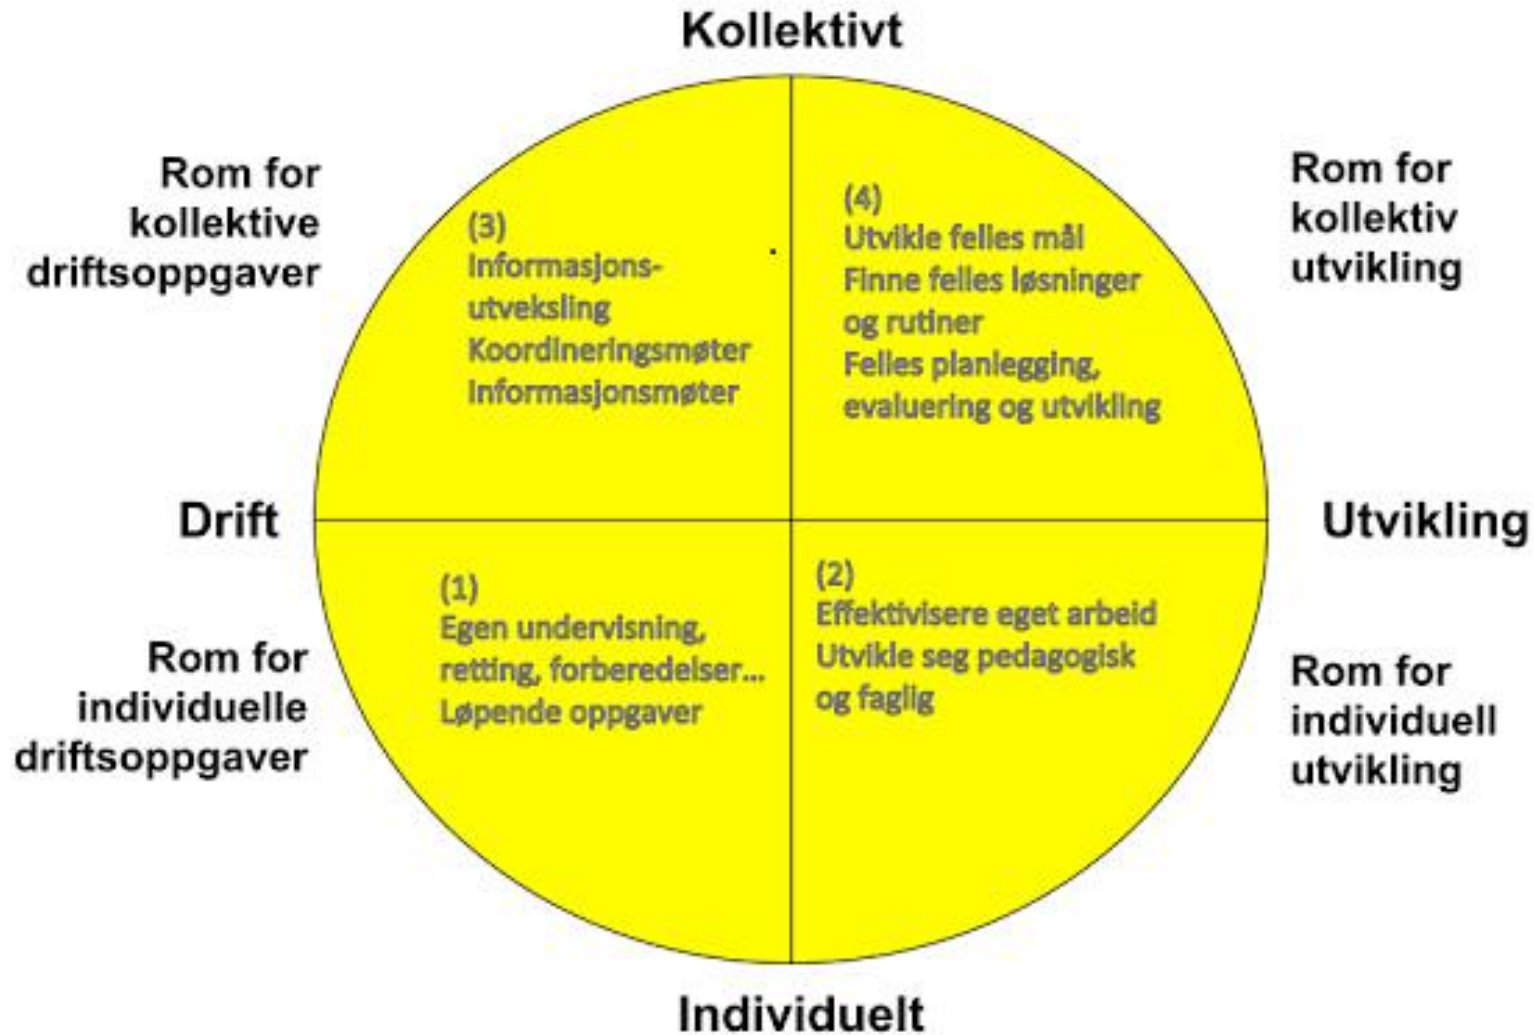 Kollektivt
Rom for
kollektive
driftsoppgaver
(3)
Informasjons-
utveksling
Koordineringsmøter
Informasjonsmøter
(4)
Utvikle felles mål
Finne felles løsninger
og rutiner
Felles planlegging,
evaluering og utvikling
Rom for
kollektiv
utvikling
Drift
Utvikling
Rom for
individuelle
driftsoppgaver
(1)
Egen undervisning,
retting, forberedelser...
Løpende oppgaver
(2)
Effektivisere eget arbeid
Utvikle seg pedagogisk
og faglig
Rom for
individuell
utvikling
Individuelt